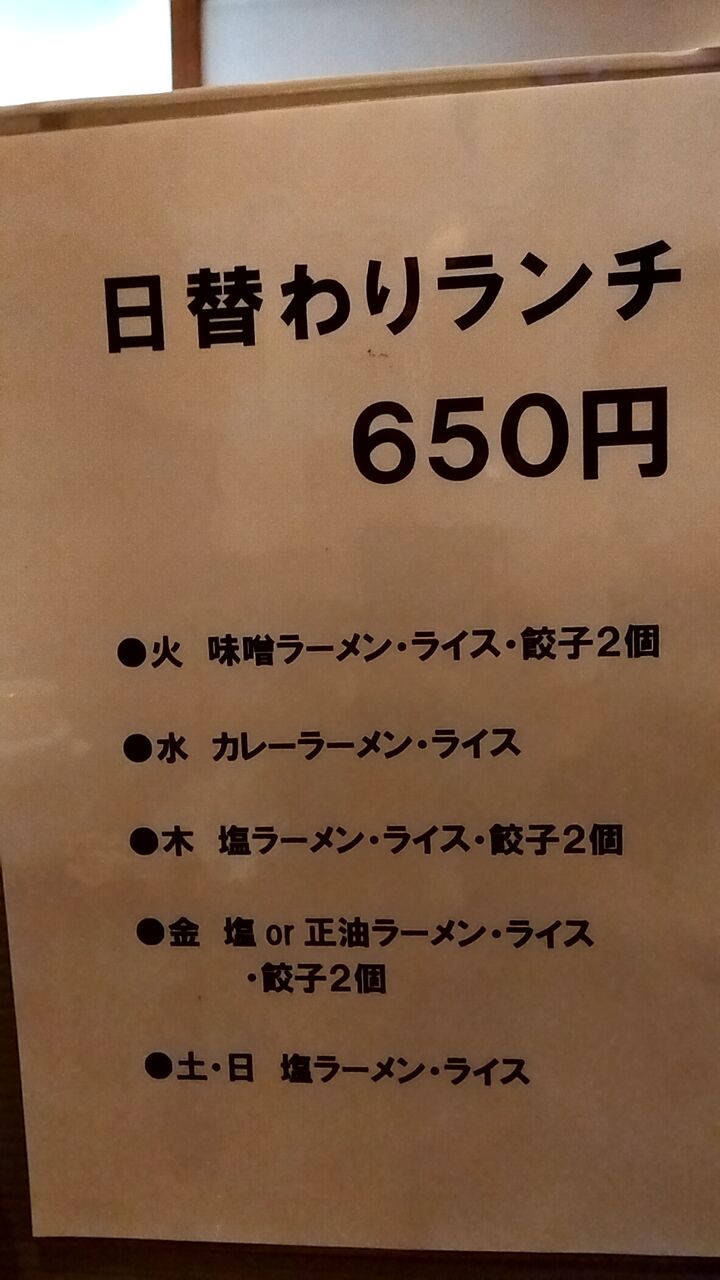 日替わりランチ
650円
●火 味噌ラーメン・ライス・餃子2個
●水 カレーラーメン・ライス
●木 塩ラーメン・ライス・餃子2個
●金 塩 or 正油ラーメン・ライス
・餃子2個
●土・日 塩ラーメン・ライス